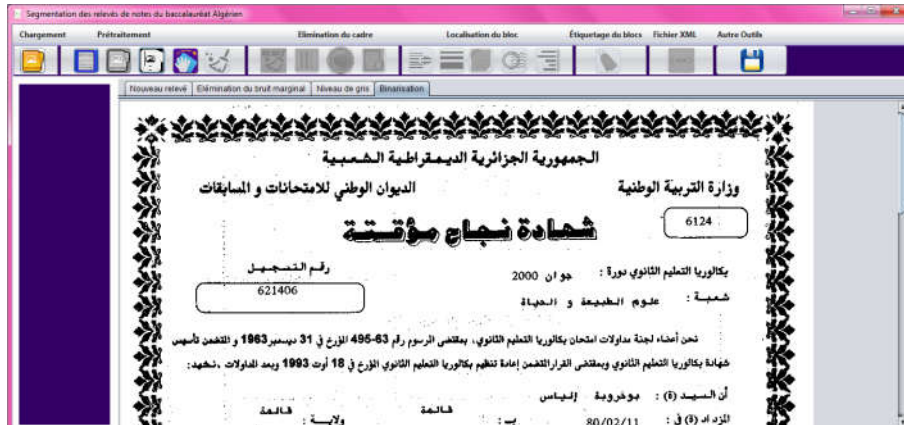 Segmentation des relevés de notes du baccalauréat Algérien
Chargement Prétraitement Elimination du cadre Localisation du bloc Étiquetage du blocs Fichier XML Autre Outils
Nouveau relevé Elémination du bruit marginal Niveau de gris Binarisation
الجمهورية الجزائرية الديمقراطية الشعبية
وزارة التربية الوطنية الديوان الوطني للامتحانات و المسابقات
6124
شهادة نجاح مؤقتة
رقم التسجيل
بكالوريا التعليم الثانوي دورة : جوان 2000
621406
شعبة : علوم الطبيعة و الحياة
نحن أعضاء لجنة مداولات امتحان بكالوريا التعليم الثانوي، بمقتضى الرسوم رقم 63-495 المؤرخ في 31 ديسمبر 1963 و المتضمن تأسيس
شهادة بكالوريا التعليم الثانوي وبمقتضى القرار المتضمن إعادة تنظيم بكالوريا التعليم الثانوي المؤرخ في 18 أوت 1993 وبعد المداولات ،نشهد:
أن السيد (ة) : بوخروبة إلياس
المزداد (ة) في : 80/02/11 بـ : قالمة ولاية : قالمة